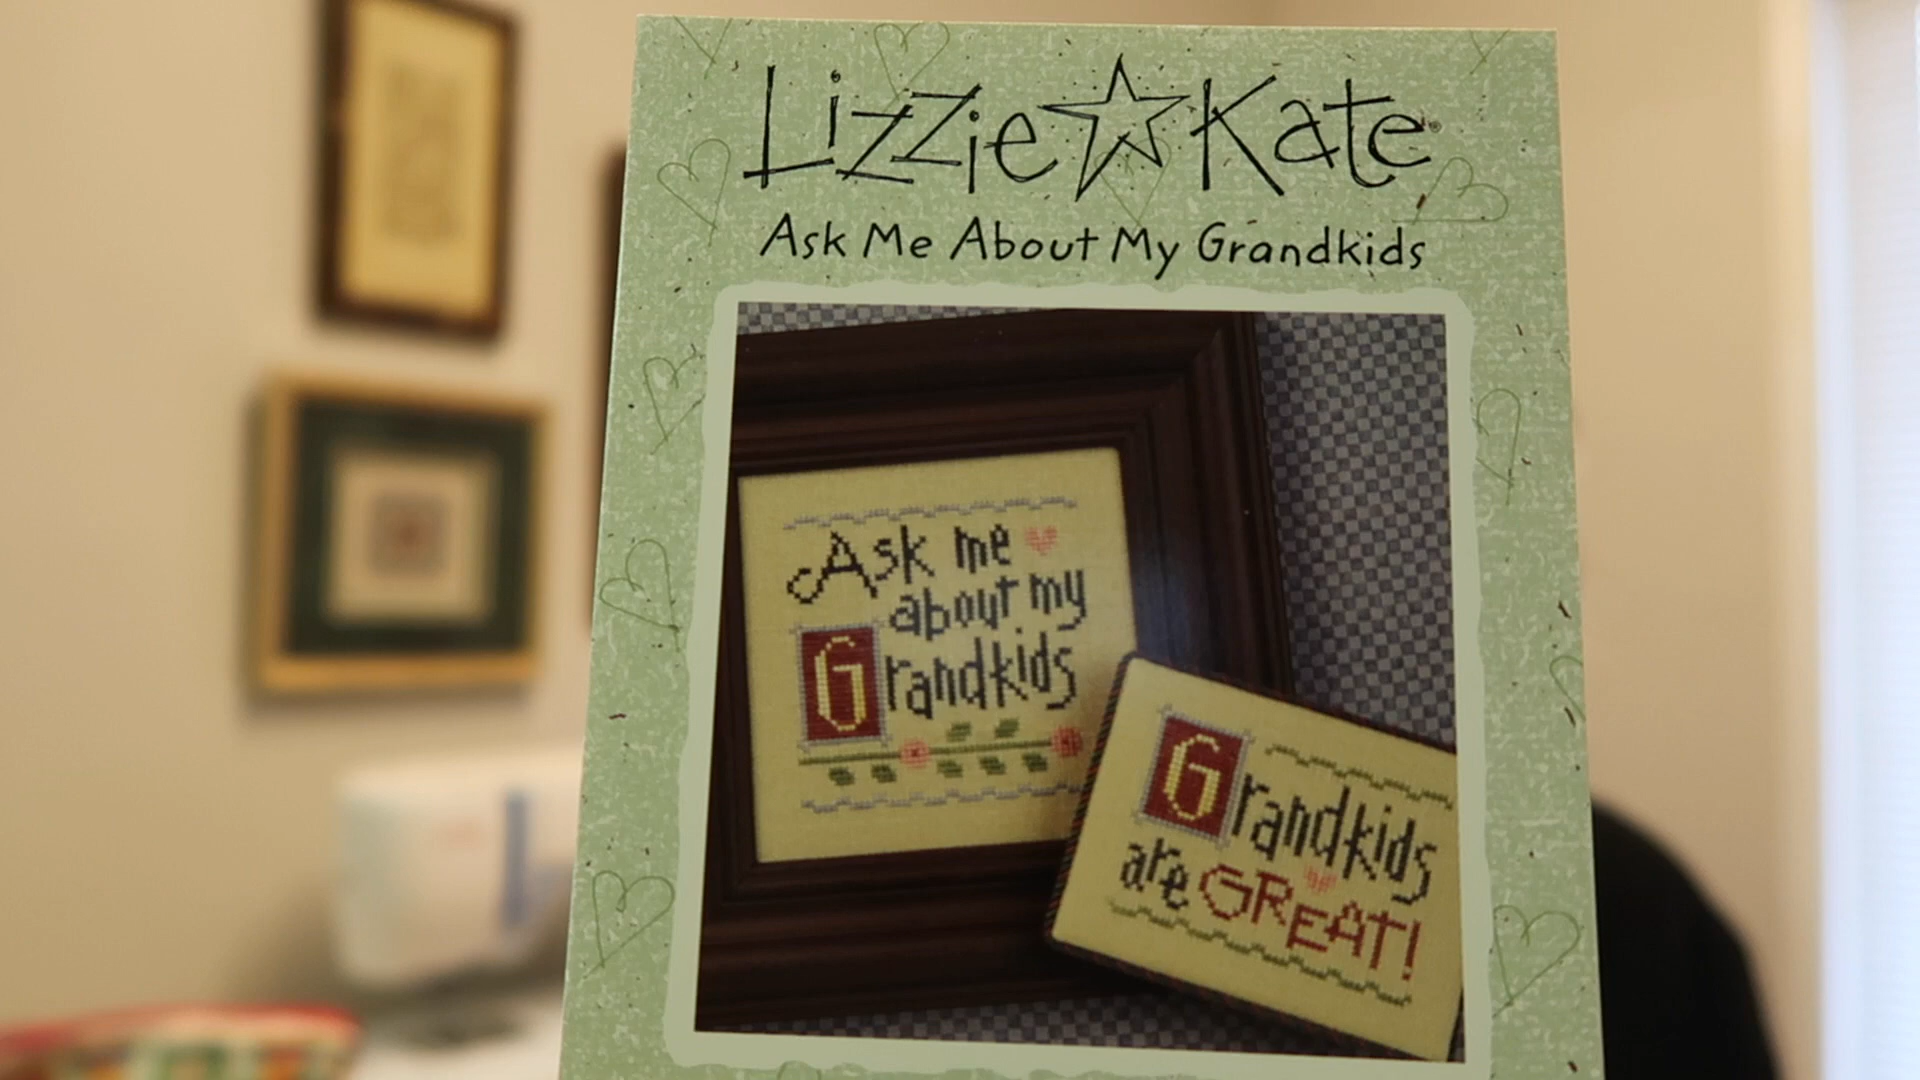 Lizzie☆Kate®
Ask Me About My Grandkids
Ask me
about my
Grandkids
Grandkids
are GREAT!